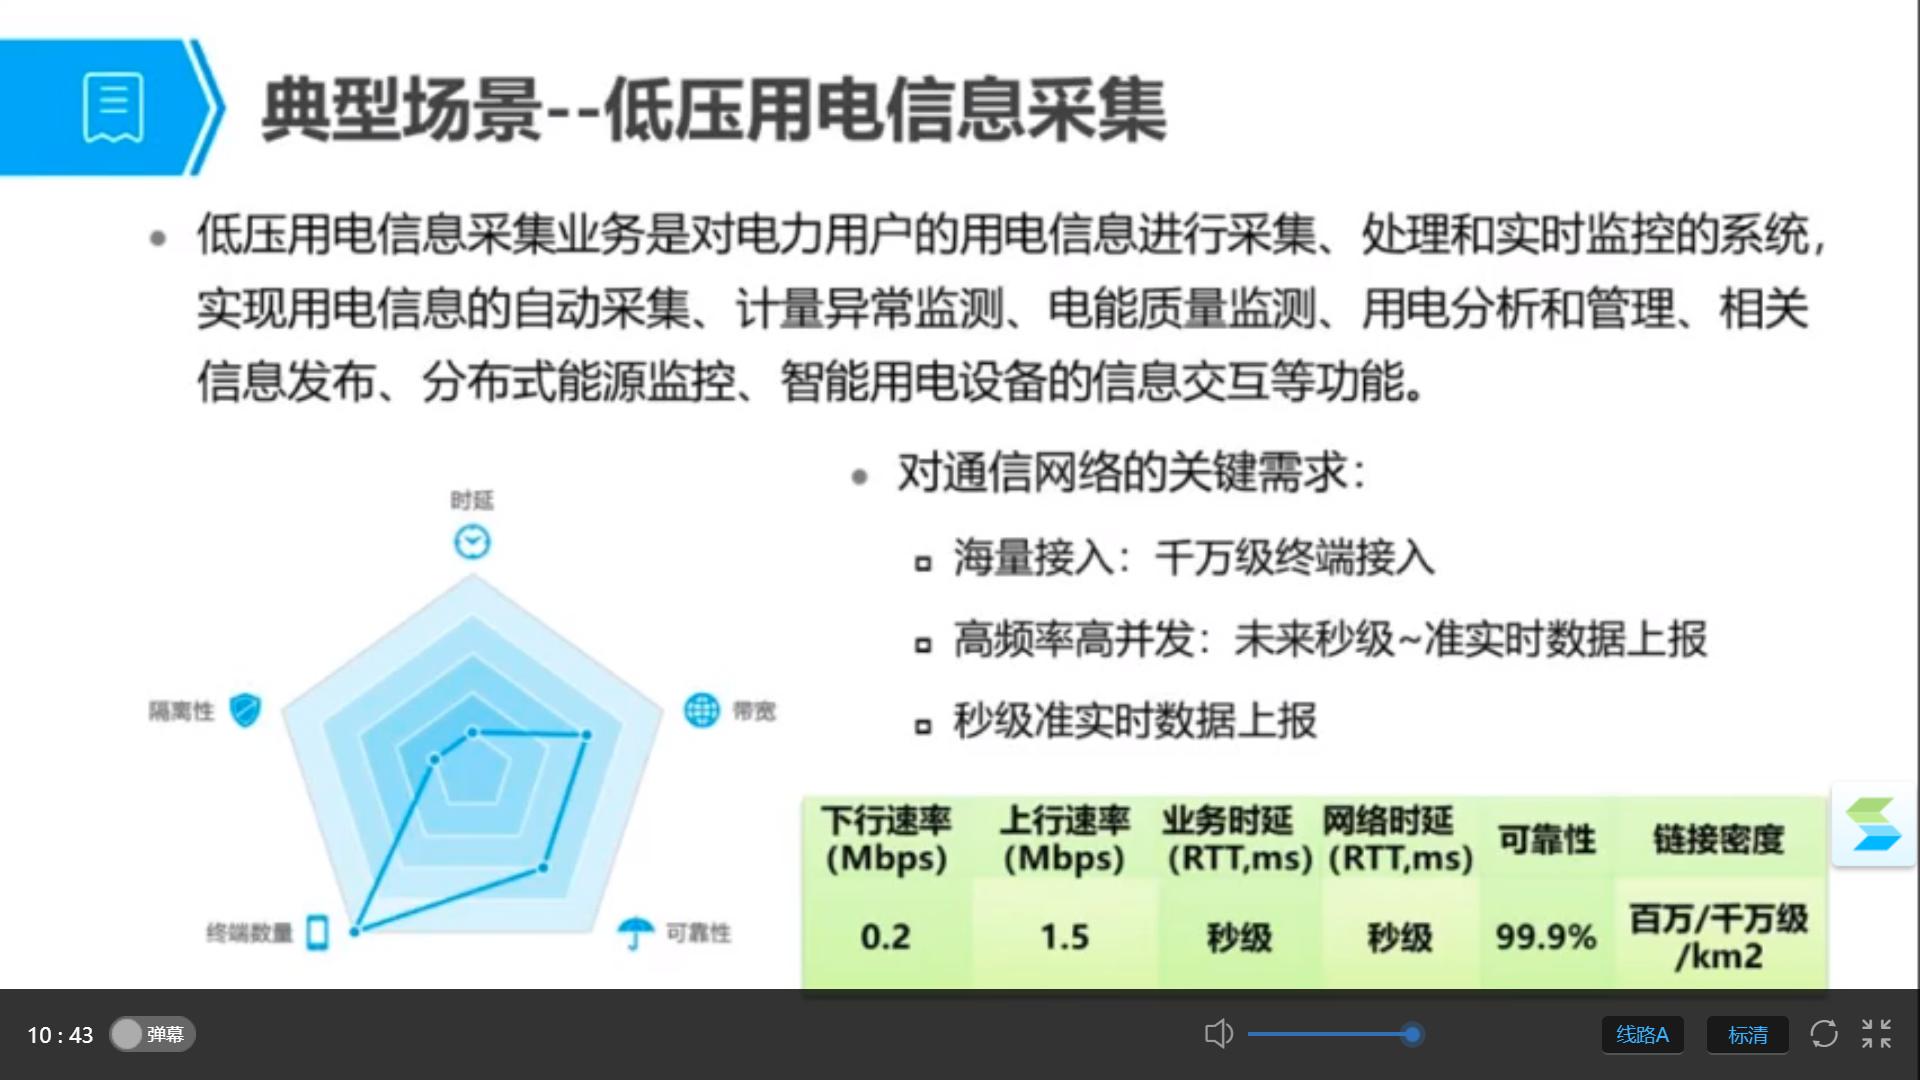 典型场景--低压用电信息采集
低压用电信息采集业务是对电力用户的用电信息进行采集、处理和实时监控的系统，
实现用电信息的自动采集、计量异常监测、电能质量监测、用电分析和管理、相关
信息发布、分布式能源监控、智能用电设备的信息交互等功能。
时延
隔离性
带宽
终端数量
可靠性
对通信网络的关键需求：
海量接入：千万级终端接入
高频率高并发：未来秒级~准实时数据上报
秒级准实时数据上报
下行速率 上行速率 业务时延 网络时延 可靠性 链接密度
(Mbps) (Mbps) (RTT,ms) (RTT,ms)
0.2 1.5 秒级 秒级 99.9% 百万/千万级
/km2
10 : 43 弹幕 线路A 标清